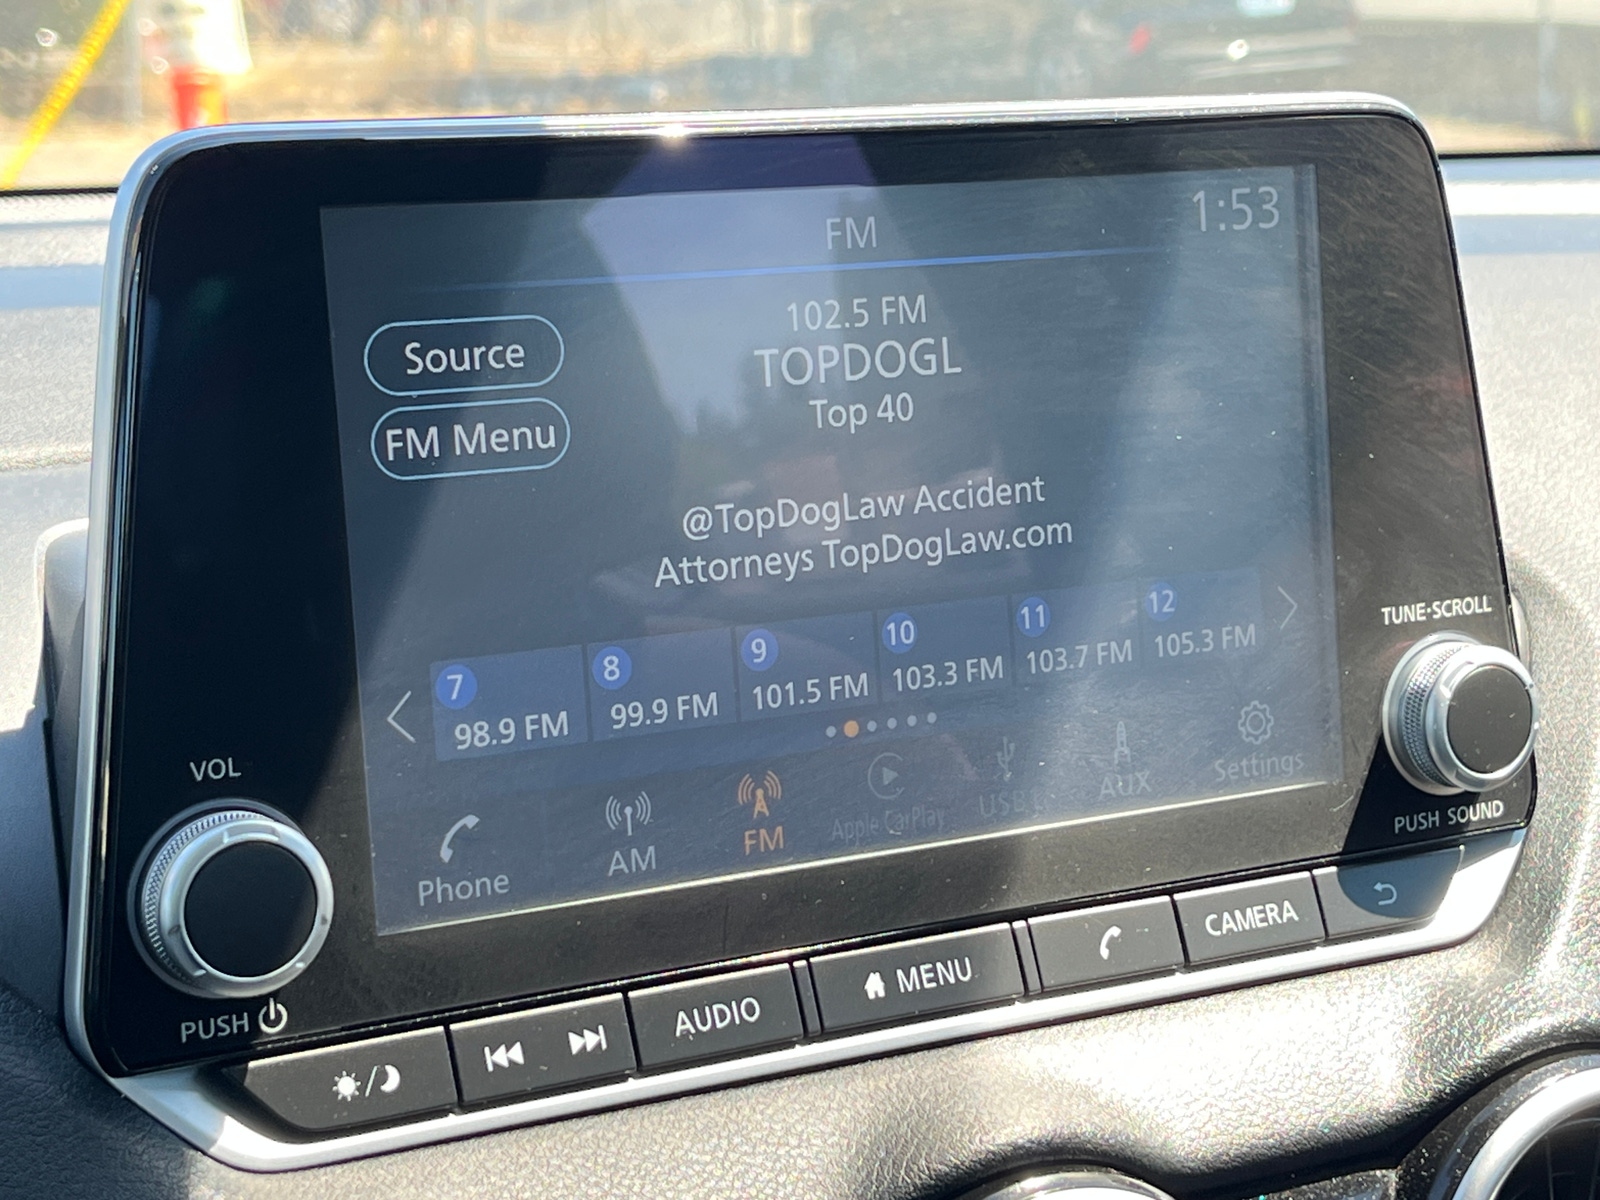 FM
1:53
102.5 FM
TOPDOGL
Top 40
Source
FM Menu
@TopDogLaw Accident
Attorneys TopDogLaw.com
7
98.9 FM
8
99.9 FM
9
101.5 FM
10
103.3 FM
11
103.7 FM
12
105.3 FM
Phone
AM
FM
Apple CarPlay
USB
AUX
Settings
VOL
PUSH
TUNE·SCROLL
PUSH SOUND
AUDIO
MENU
CAMERA